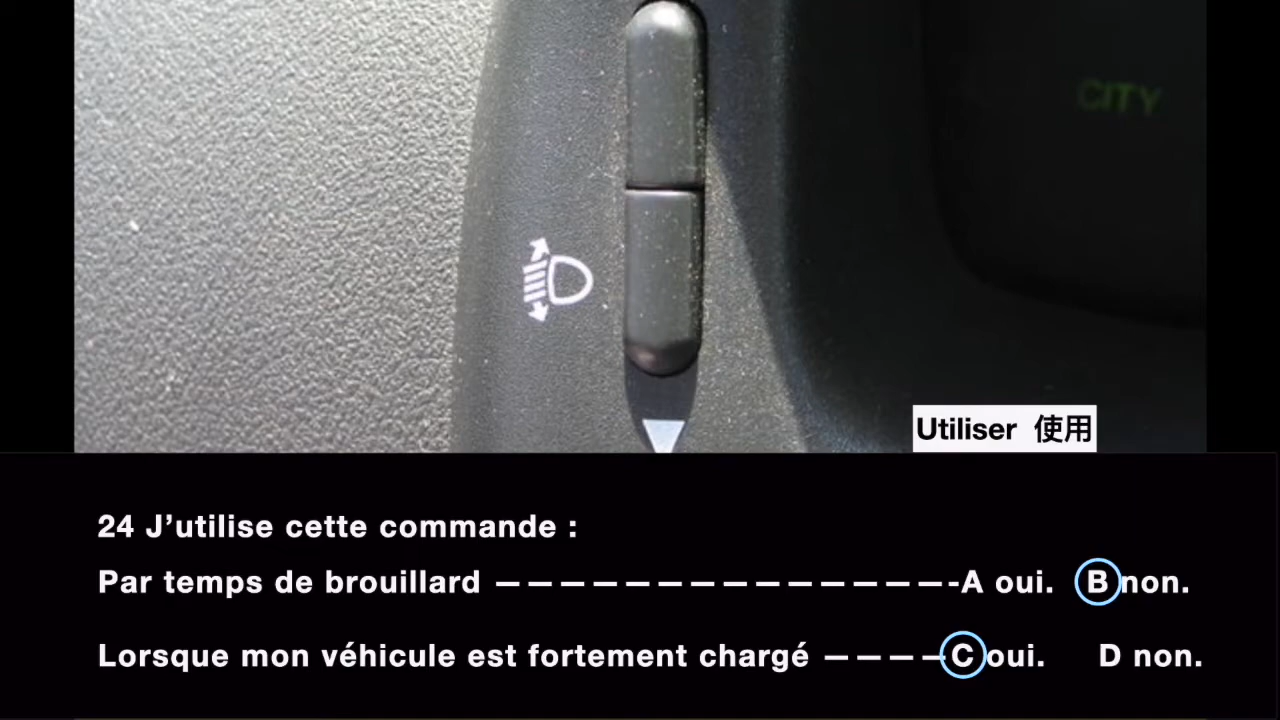 CITY
Utiliser 使用
24 J’utilise cette commande :
Par temps de brouillard — — — — — — — — — — — — — — -A oui. B non.
Lorsque mon véhicule est fortement chargé — — — — C oui. D non.